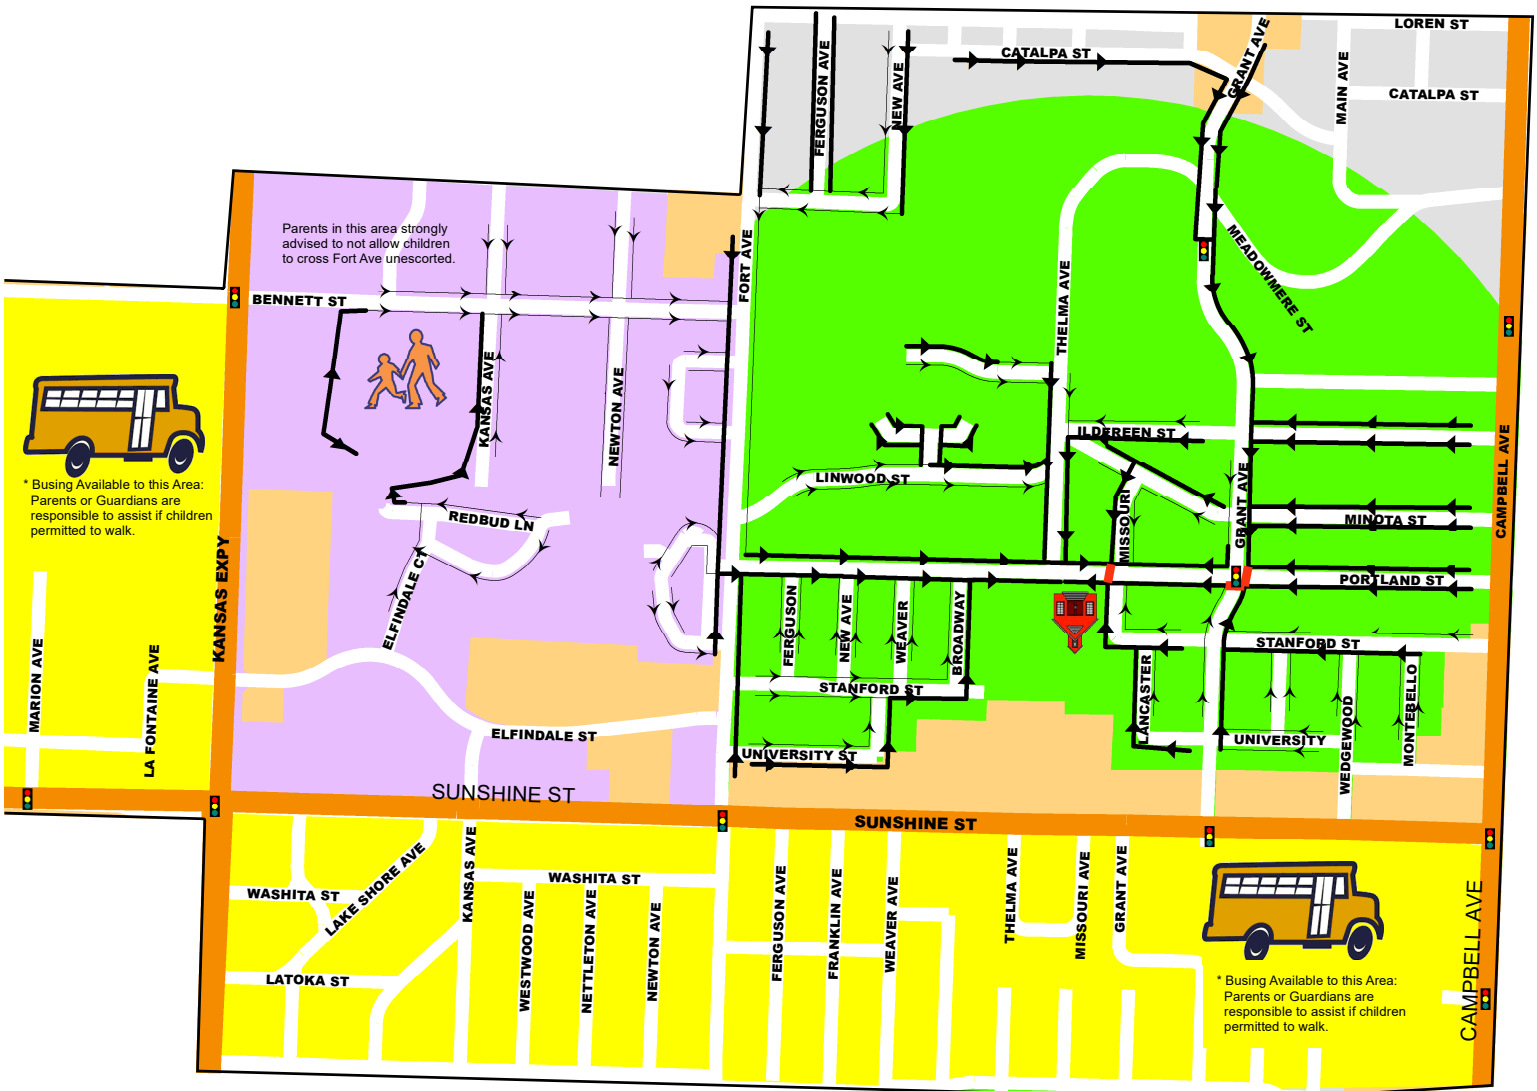 LOREN ST
CATALPA ST
GRANT AVE
FERGUSON AVE
NEW AVE
MAIN AVE
CATALPA ST
Parents in this area strongly
advised to not allow children
to cross Fort Ave unescorted.
FORT AVE
MEADOWMERE ST
THELMA AVE
BENNETT ST
KANSAS AVE
NEWTON AVE
ILDEREEN ST
CAMPBELL AVE
LINWOOD ST
GRANT AVE
MISSOURI
MINOTA ST
* Busing Available to this Area:
Parents or Guardians are
responsible to assist if children
permitted to walk.
REDBUD LN
ELFINDALE CT
KANSAS EXPY
PORTLAND ST
FERGUSON
NEW AVE
WEAVER
BROADWAY
STANFORD ST
STANFORD ST
LANCASTER
MONTEBELLO
WEDGEWOOD
MARION AVE
LA FONTAINE AVE
ELFINDALE ST
UNIVERSITY ST
UNIVERSITY
SUNSHINE ST
SUNSHINE ST
WASHITA ST
LAKE SHORE AVE
KANSAS AVE
WASHITA ST
WESTWOOD AVE
NETTLETON AVE
NEWTON AVE
FERGUSON AVE
FRANKLIN AVE
WEAVER AVE
THELMA AVE
MISSOURI AVE
GRANT AVE
CAMPBELL AVE
LATOKA ST
* Busing Available to this Area:
Parents or Guardians are
responsible to assist if children
permitted to walk.